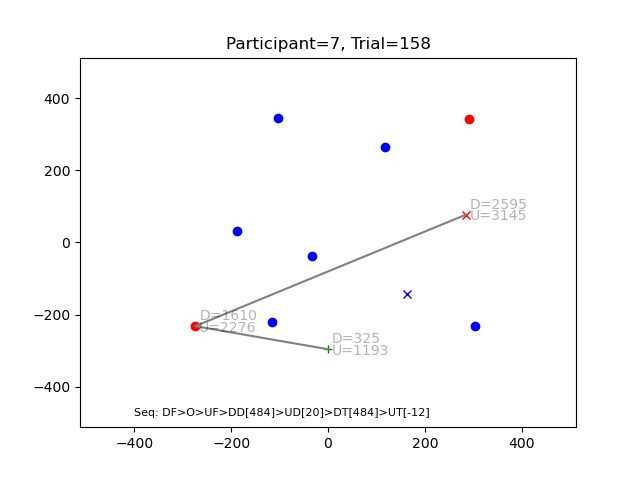 Participant=7, Trial=158
400
200
0
−200
−400
D=2595
U=3145
D=1610
U=2276
D=325
U=1193
Seq: DF>O>UF>DD[484]>UD[20]>DT[484]>UT[-12]
−400
−200
0
200
400